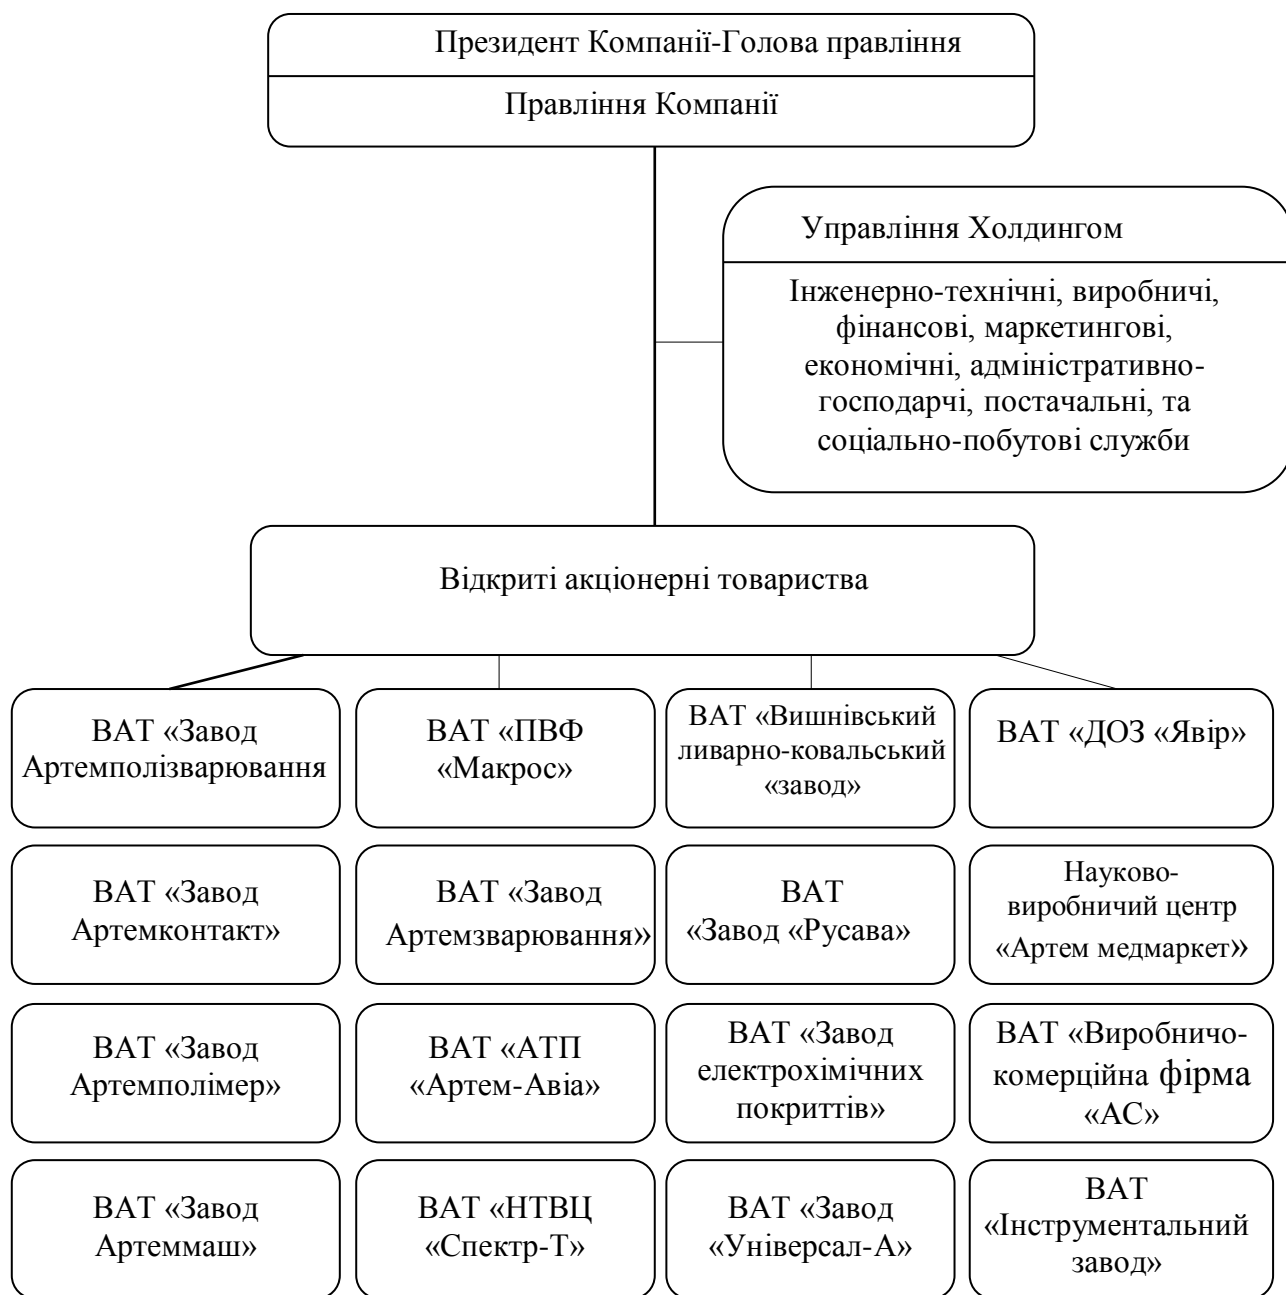 Президент Компанії-Голова правління
Правління Компанії
Управління Холдингом
Інженерно-технічні, виробничі,
фінансові, маркетингові,
економічні, адміністративно-
господарчі, постачальні, та
соціально-побутові служби
Відкриті акціонерні товариства
ВАТ «Завод
Артемполізварювання
ВАТ «ПВФ
«Макрос»
ВАТ «Вишнівський
ливарно-ковальський
«завод»
ВАТ «ДОЗ «Явір»
ВАТ «Завод
Артемконтакт»
ВАТ «Завод
Артемзварювання»
ВАТ
«Завод «Русава»
Науково-
виробничий центр
«Артем медмаркет»
ВАТ «Завод
Артемполімер»
ВАТ «АТП
«Артем-Авіа»
ВАТ «Завод
електрохімічних
покриттів»
ВАТ «Виробничо-
комерційна фірма
«АС»
ВАТ «Завод
Артеммаш»
ВАТ «НТВЦ
«Спектр-Т»
ВАТ «Завод
«Універсал-А»
ВАТ
«Інструментальний
завод»